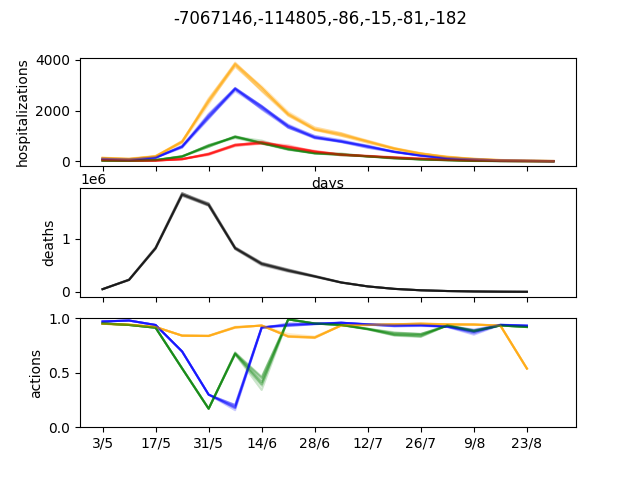 -7067146,-114805,-86,-15,-81,-182
hospitalizations
4000
2000
0
days
1e6
deaths
1
0
actions
1.0
0.5
0.0
3/5 17/5 31/5 14/6 28/6 12/7 26/7 9/8 23/8